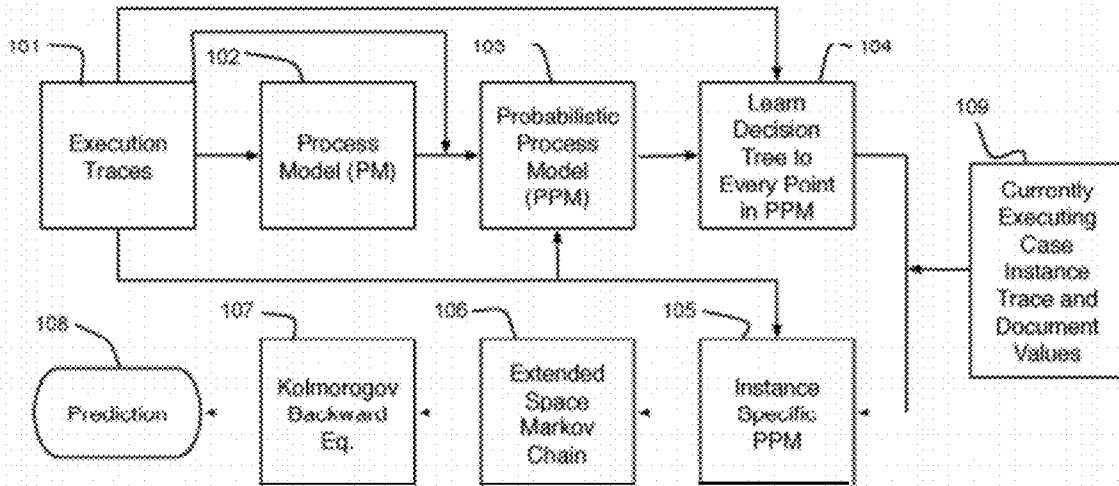 101
102
103
104
Execution
Traces
Process
Model (PM)
Probabilistic
Process
Model
(PPM)
Learn
Decision
Tree to
Every Point
in PPM
109
Currently
Executing
Case
Instance
Trace and
Document
Values
108
107
106
105
Prediction
Kolmorogov
Backward
Eq.
Extended
Space
Markov
Chain
Instance
Specific
PPM